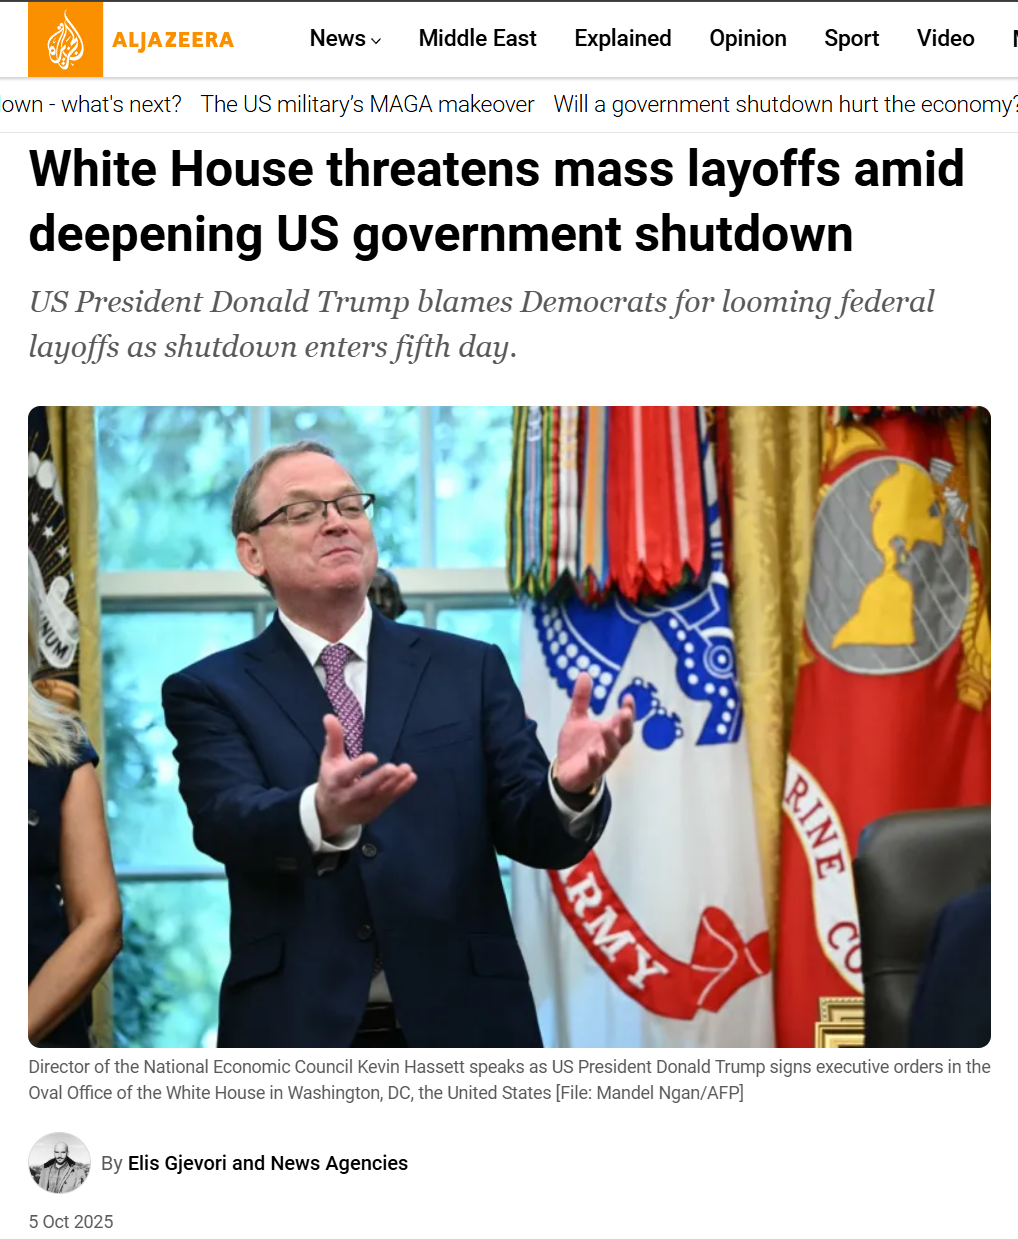 ALJAZEERA
News
Middle East
Explained
Opinion
Sport
Video
own - what's next?
The US military's MAGA makeover
Will a government shutdown hurt the economy?
White House threatens mass layoffs amid
deepening US government shutdown
US President Donald Trump blames Democrats for looming federal
layoffs as shutdown enters fifth day.
NUM
RMY
RINE
CO
Director of the National Economic Council Kevin Hassett speaks as US President Donald Trump signs executive orders in the
Oval Office of the White House in Washington, DC, the United States [File: Mandel Ngan/AFP]
By Elis Gjevori and News Agencies
5 Oct 2025